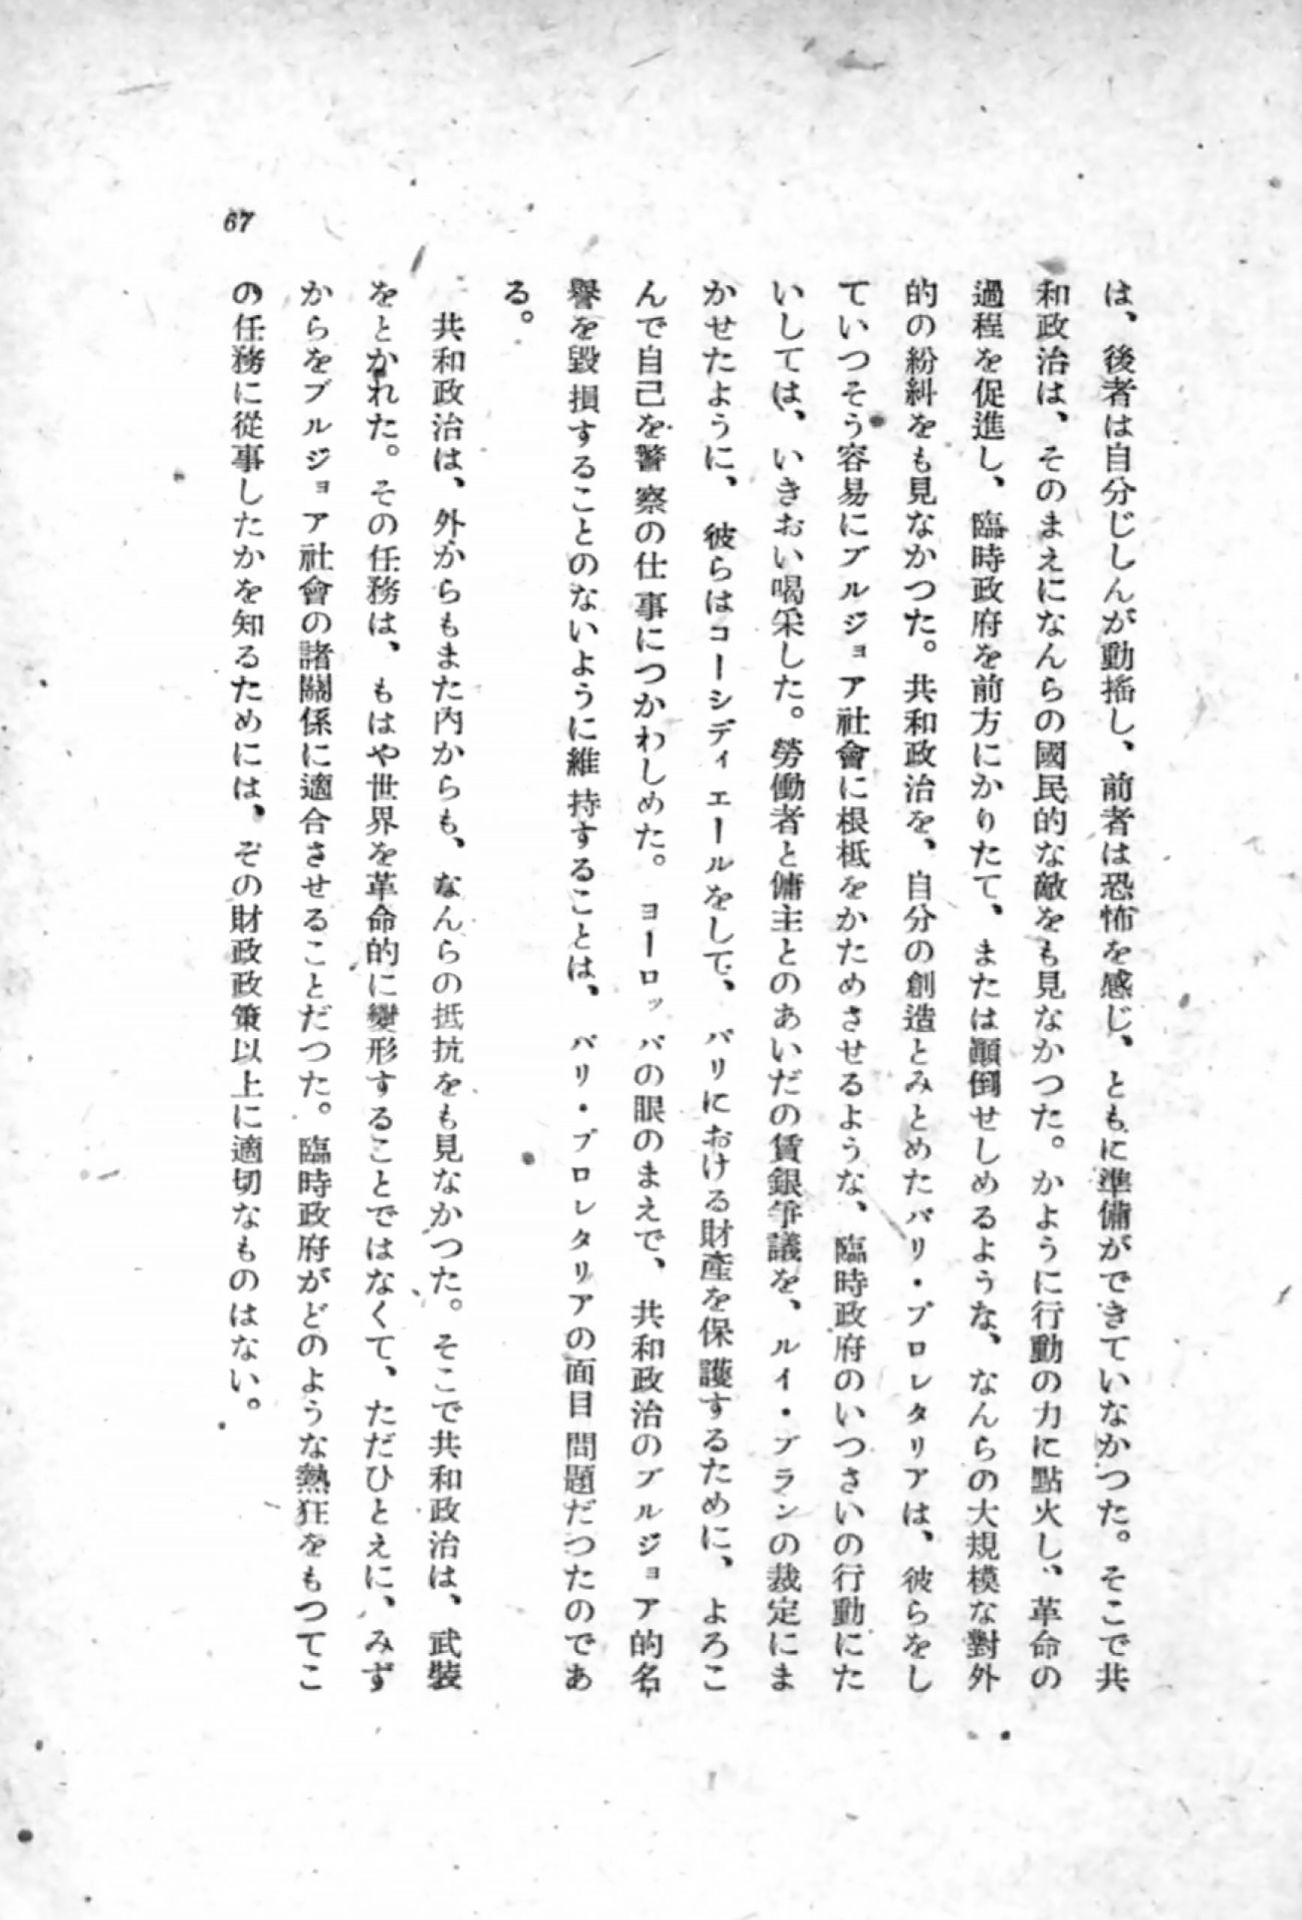 は、後者は自分じしんが動搖し、前者は恐怖を感じ、ともに準備ができていなかつた。そこで共
和政治は、そのまえになんらの國民的な敵をも見なかつた。かように行動の力に點火し、革命の
過程を促進し、臨時政府を前方にかりたて、または顚倒せしめるような、なんらの大規模な對外
的の紛糾をも見なかつた。共和政治を、自分の創造とみとめたパリ・プロレタリアは、彼らをし
ていつそう容易にブルジョア社會に根柢をかためさせるような、臨時政府のいつさいの行動にた
いしては、いきおい喝采した。勞働者と傭主とのあいだの賃銀爭議を、ルイ・ブランの裁定にま
かせたように、彼らはコーシディエールをして、パリにおける財產を保護するために、よろこ
んで自己を警察の仕事につかわしめた。ヨーロッパの眼のまえで、共和政治のブルジョア的名
譽を毀損することのないように維持することは、パリ・プロレタリアの面目問題だつたのであ
る。
共和政治は、外からもまた內からも、なんらの抵抗をも見なかつた。そこで共和政治は、武裝
をとかれた。その任務は、もはや世界を革命的に變形することではなくて、ただひとえに、みず
からをブルジョア社會の諸關係に適合させることだつた。臨時政府がどのような熱狂をもつてこ
の任務に從事したかを知るためには、その財政政策以上に適切なものはない。
67